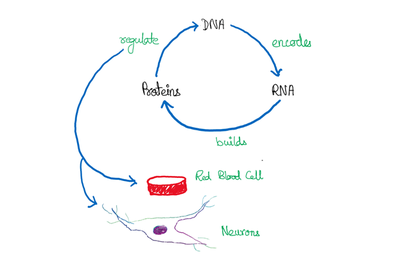 DNA
regulate
encodes
Proteins
RNA
builds
Red Blood Cell
Neurons